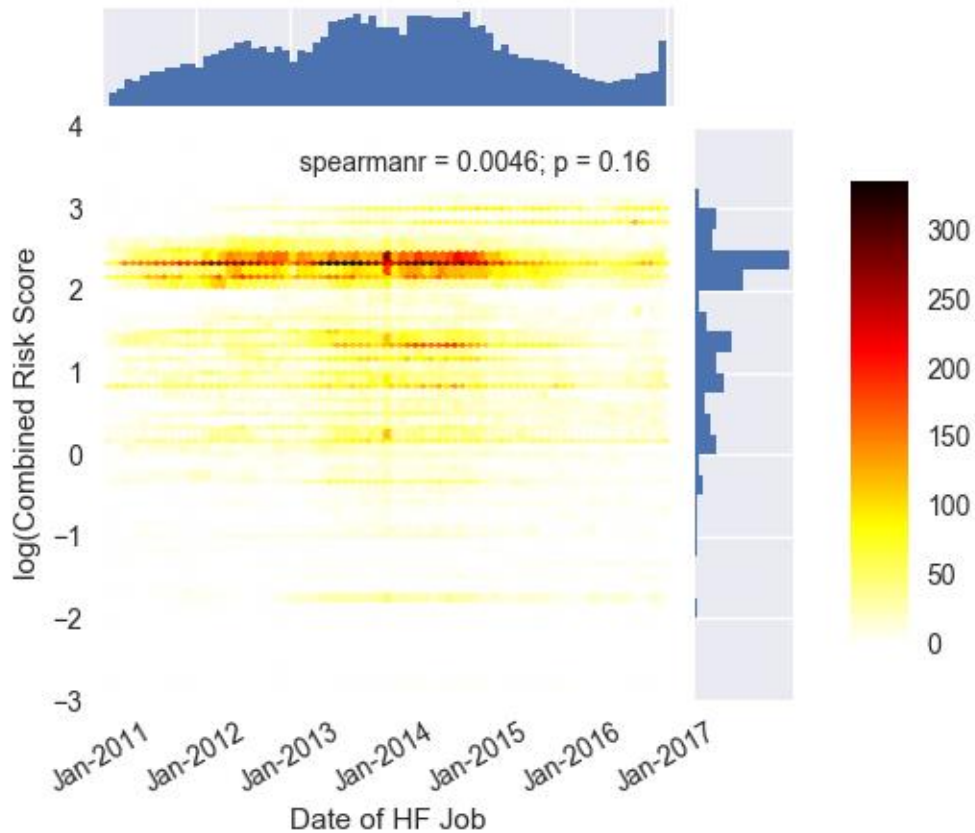 spearmanr = 0.0046; p = 0.16
log(Combined Risk Score)
4
3
2
1
0
−1
−2
−3
Jan-2011
Jan-2012
Jan-2013
Jan-2014
Jan-2015
Jan-2016
Jan-2017
Date of HF Job
300
250
200
150
100
50
0